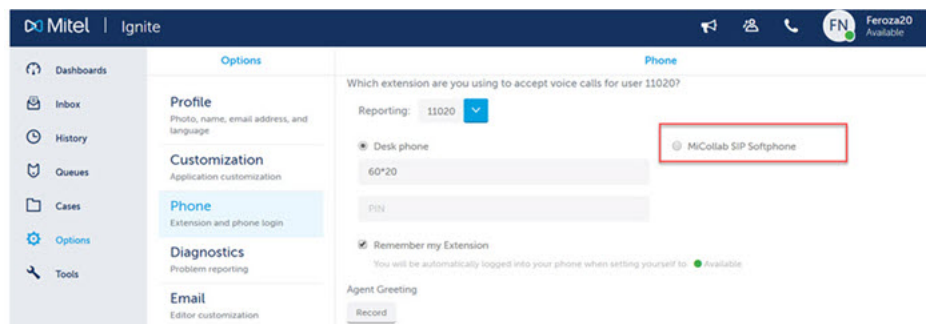 Mitel | Ignite
FN
Feroza20
Available
Dashboards
Inbox
History
Queues
Cases
Options
Tools
Options
Profile
Photo, name, email address, and
language
Customization
Application customization
Phone
Extension and phone login
Diagnostics
Problem reporting
Email
Editor customization
Phone
Which extension are you using to accept voice calls for user 11020?
Reporting: 11020
Desk phone
MiCollab SIP Softphone
60*20
PIN
Remember my Extension
You will be automatically logged into your phone when setting yourself to Available
Agent Greeting
Record